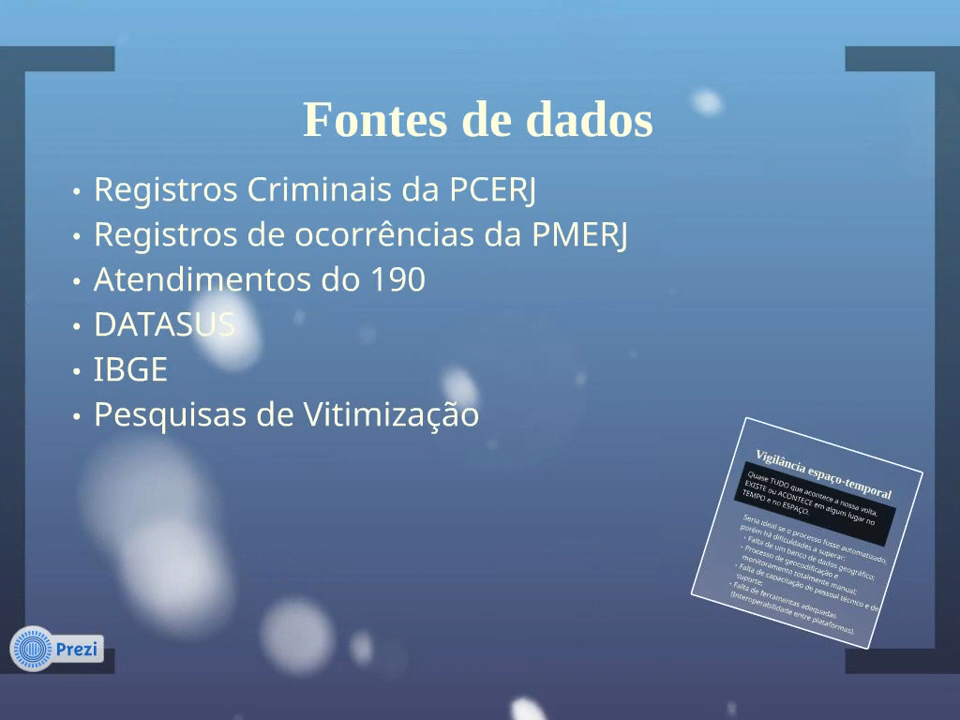 Fontes de dados
• Registros Criminais da PCERJ
• Registros de ocorrências da PMERJ
• Atendimentos do 190
• DATASUS
• IBGE
• Pesquisas de Vitimização
Vigilância espaço-temporal
Quase TUDO que acontece a nossa volta,
EXISTE ou ACONTECE em algum lugar no
TEMPO e no ESPAÇO.
Seria ideal se o processo fosse automatizado,
porém há dificuldades a superar:
• Falta de um banco de dados geográfico;
• Processo de geocodificação e
monitoramento totalmente manual;
• Falta de capacitação de pessoal técnico e de
suporte;
• Falta de ferramentas adequadas
(Interoperabilidade entre plataformas).
Prezi